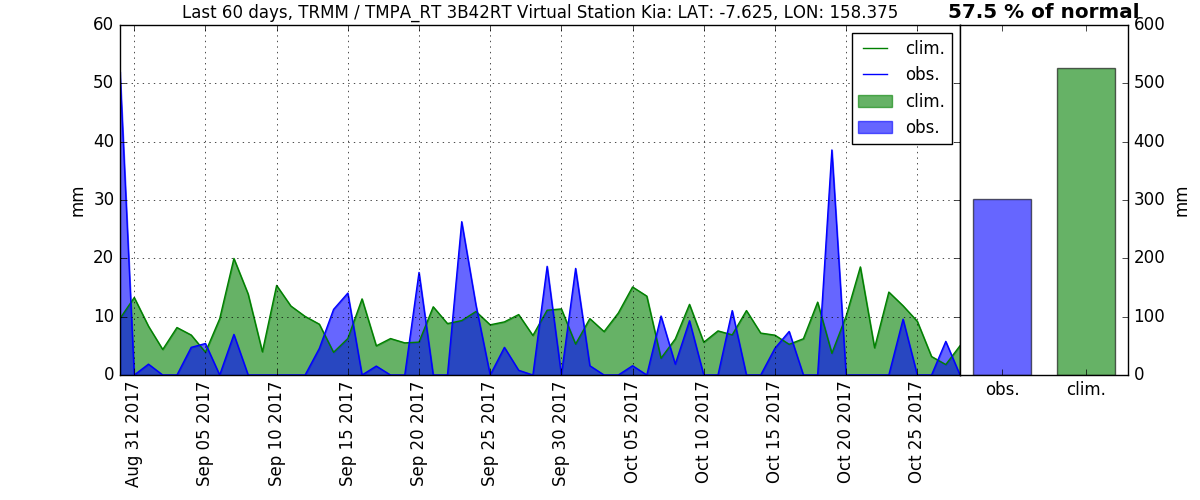 Last 60 days, TRMM / TMPA_RT 3B42RT Virtual Station Kia: LAT: -7.625, LON: 158.375
57.5 % of normal
60
50
40
30
20
10
0
mm
clim.
obs.
clim.
obs.
600
500
400
300
200
100
0
mm
Aug 31 2017
Sep 05 2017
Sep 10 2017
Sep 15 2017
Sep 20 2017
Sep 25 2017
Sep 30 2017
Oct 05 2017
Oct 10 2017
Oct 15 2017
Oct 20 2017
Oct 25 2017
obs.
clim.